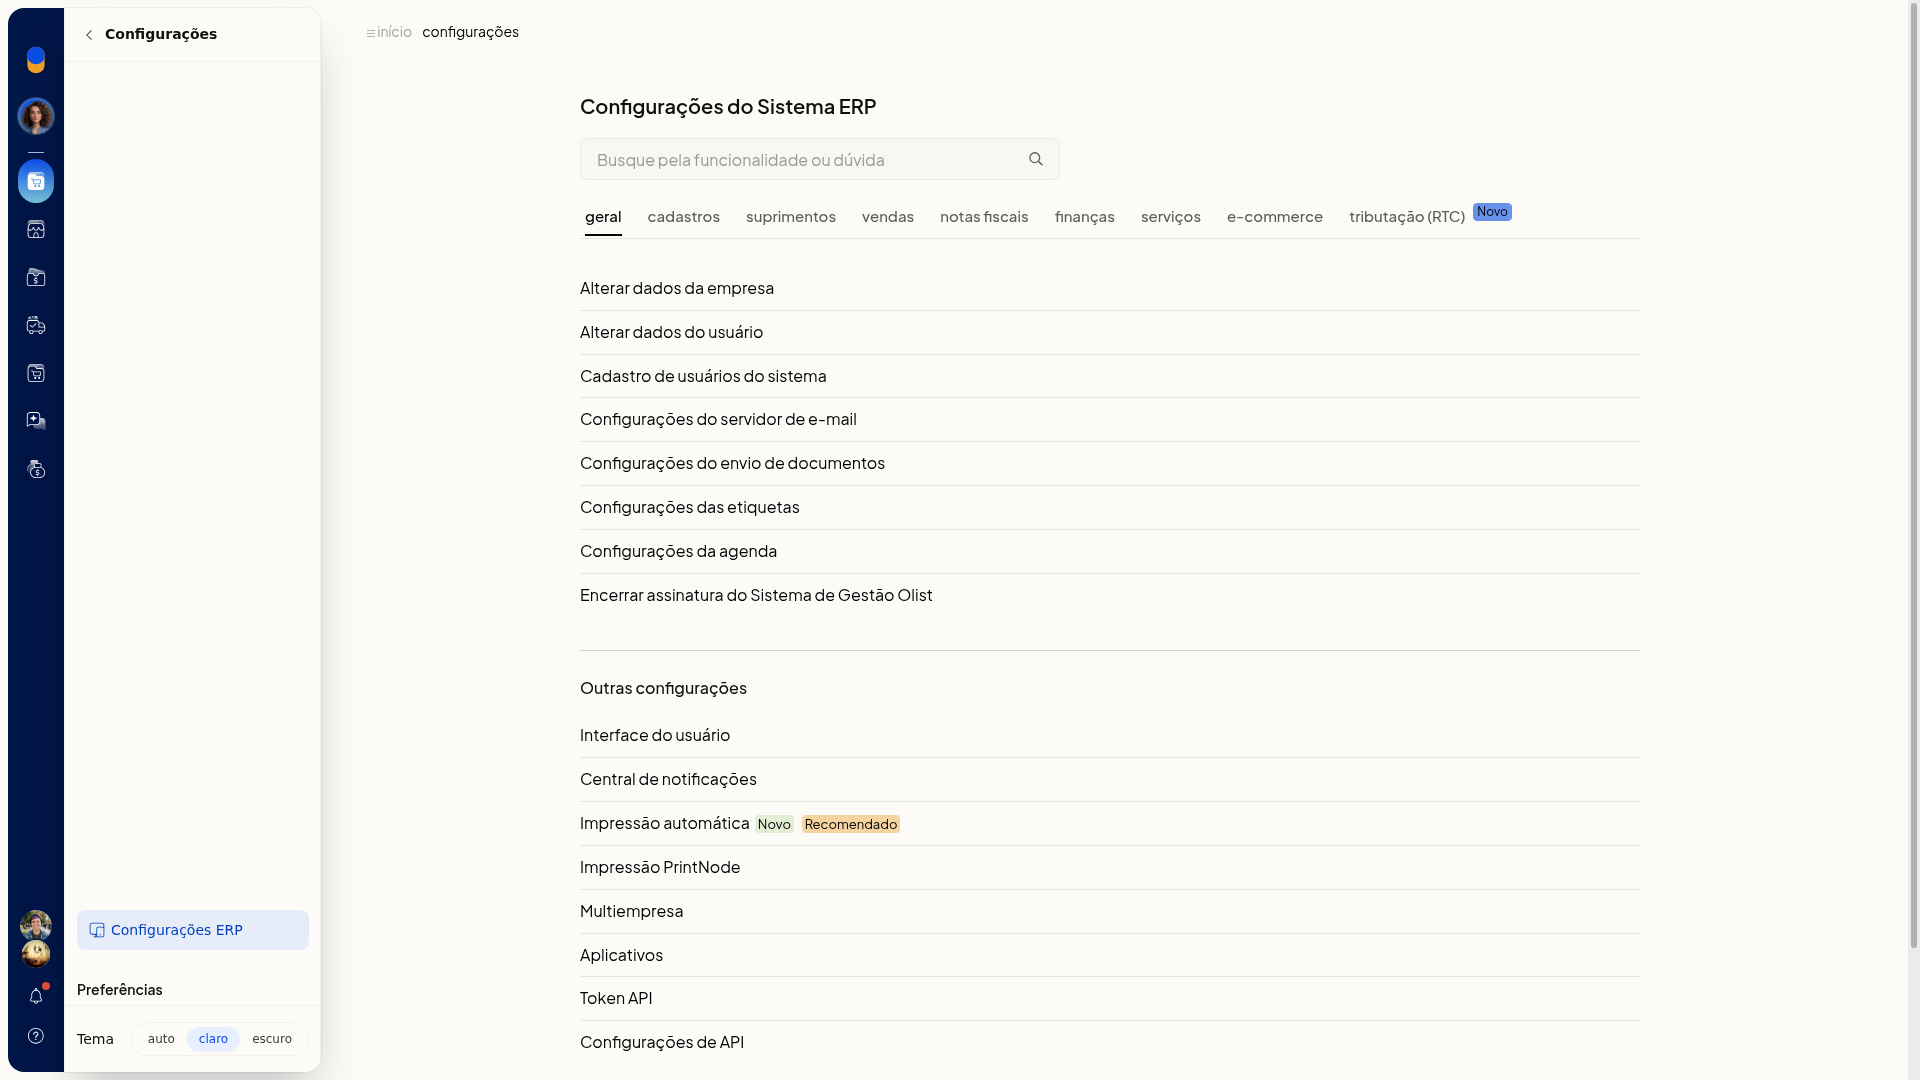 Configurações
início configurações
Configurações do Sistema ERP
Busque pela funcionalidade ou dúvida
geral cadastros suprimentos vendas notas fiscais finanças serviços e-commerce tributação (RTC) Novo
Alterar dados da empresa
Alterar dados do usuário
Cadastro de usuários do sistema
Configurações do servidor de e-mail
Configurações do envio de documentos
Configurações das etiquetas
Configurações da agenda
Encerrar assinatura do Sistema de Gestão Olist
Outras configurações
Interface do usuário
Central de notificações
Impressão automática Novo Recomendado
Impressão PrintNode
Multiempresa
Aplicativos
Token API
Configurações de API
Configurações ERP
Preferências
Tema auto claro escuro